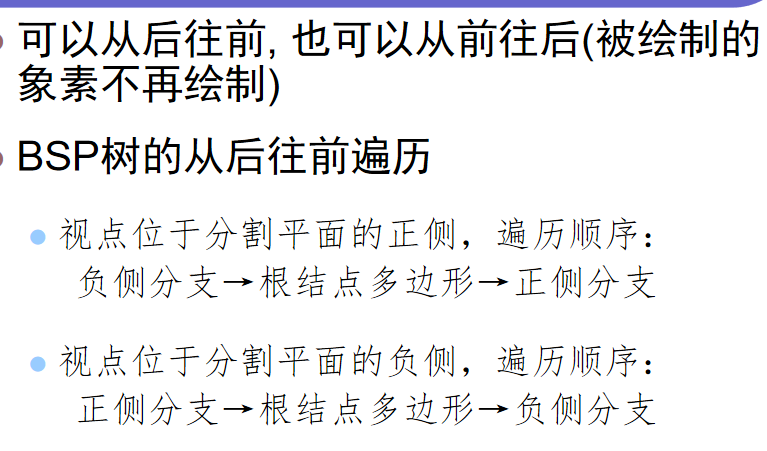 可以从后往前, 也可以从前往后(被绘制的
象素不再绘制)
BSP树的从后往前遍历
视点位于分割平面的正侧，遍历顺序：
负侧分支→根结点多边形→正侧分支
视点位于分割平面的负侧，遍历顺序：
正侧分支→根结点多边形→负侧分支